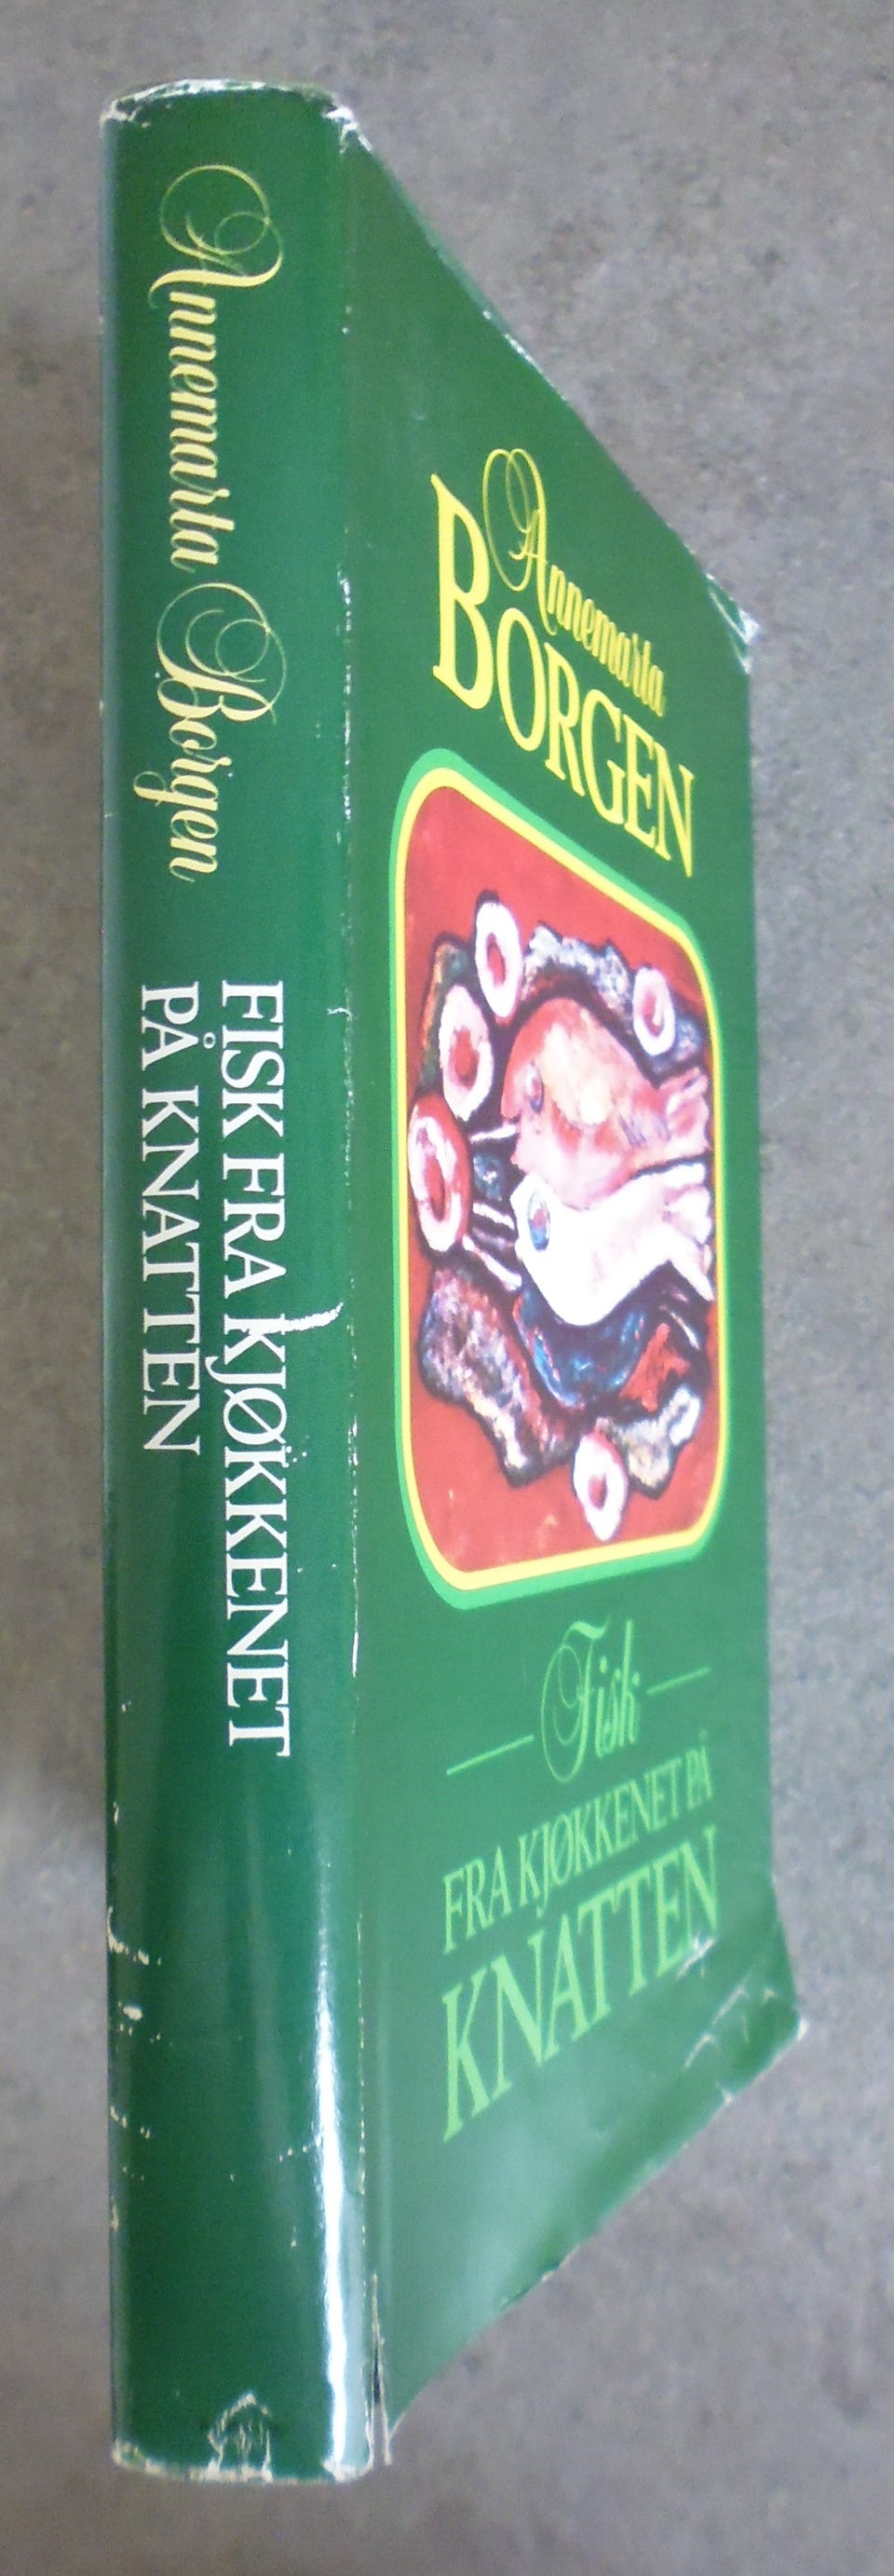 Annemarta Borgen
FISK FRA KJØKKENET
PÅ KNATTEN
Annemarta
BORGEN
Fisk
FRA KJØKKENET PÅ
KNATTEN